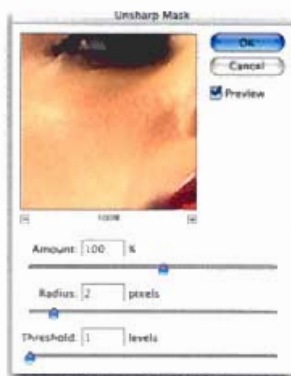 Unsharp Mask
OK
Cancel
Preview
100%
Amount: 100 %
Radius: 2 pixels
Threshold: 1 levels